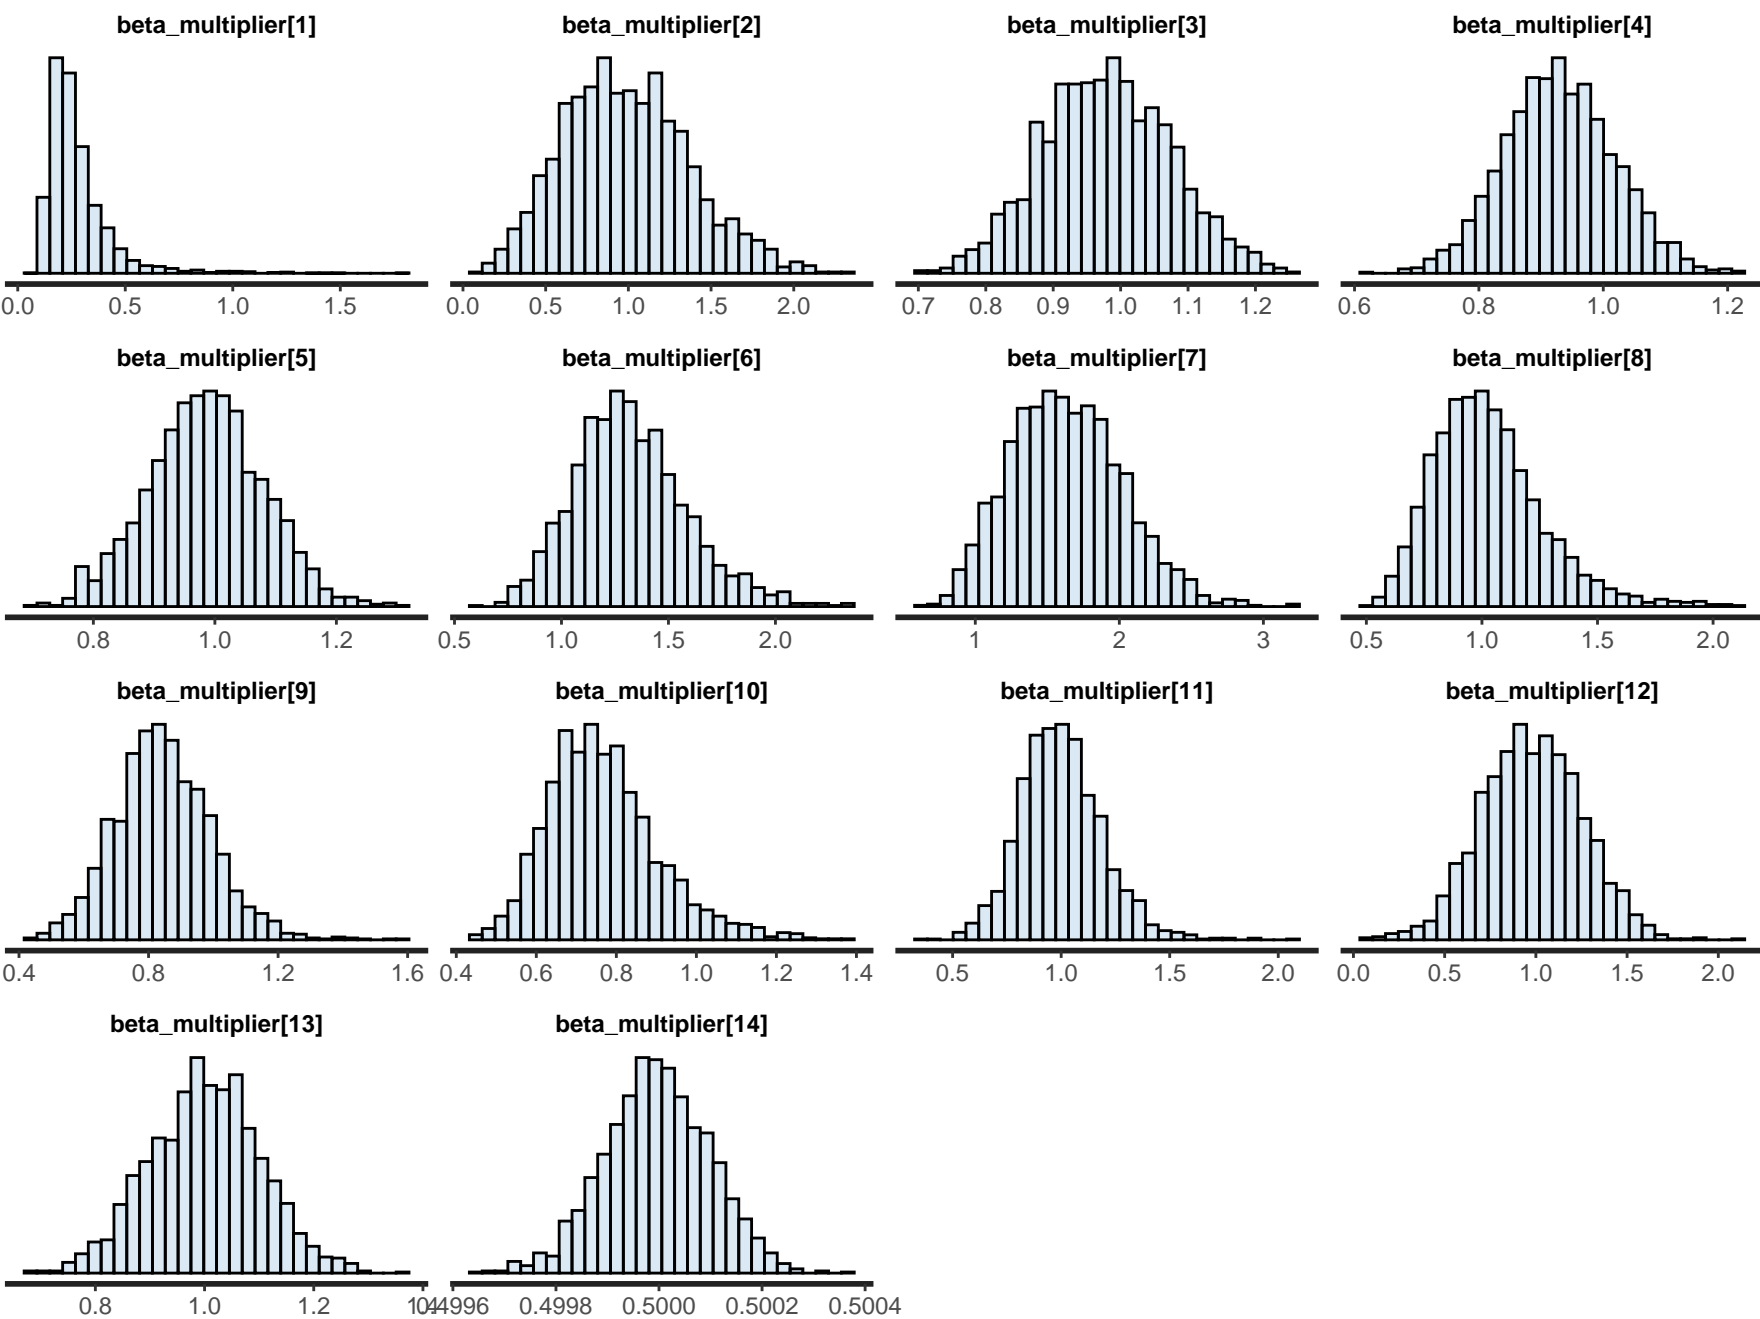 beta_multiplier[1] beta_multiplier[2] beta_multiplier[3] beta_multiplier[4]
0.0 0.5 1.0 1.5 0.0 0.5 1.0 1.5 2.0 0.7 0.8 0.9 1.0 1.1 1.2 0.6 0.8 1.0 1.2
beta_multiplier[5] beta_multiplier[6] beta_multiplier[7] beta_multiplier[8]
0.8 1.0 1.2 0.5 1.0 1.5 2.0 1 2 3 0.5 1.0 1.5 2.0
beta_multiplier[9] beta_multiplier[10] beta_multiplier[11] beta_multiplier[12]
0.4 0.8 1.2 1.6 0.4 0.6 0.8 1.0 1.2 1.4 0.5 1.0 1.5 2.0 0.0 0.5 1.0 1.5 2.0
beta_multiplier[13] beta_multiplier[14]
0.8 1.0 1.2 1.4 0.4996 0.4998 0.5000 0.5002 0.5004